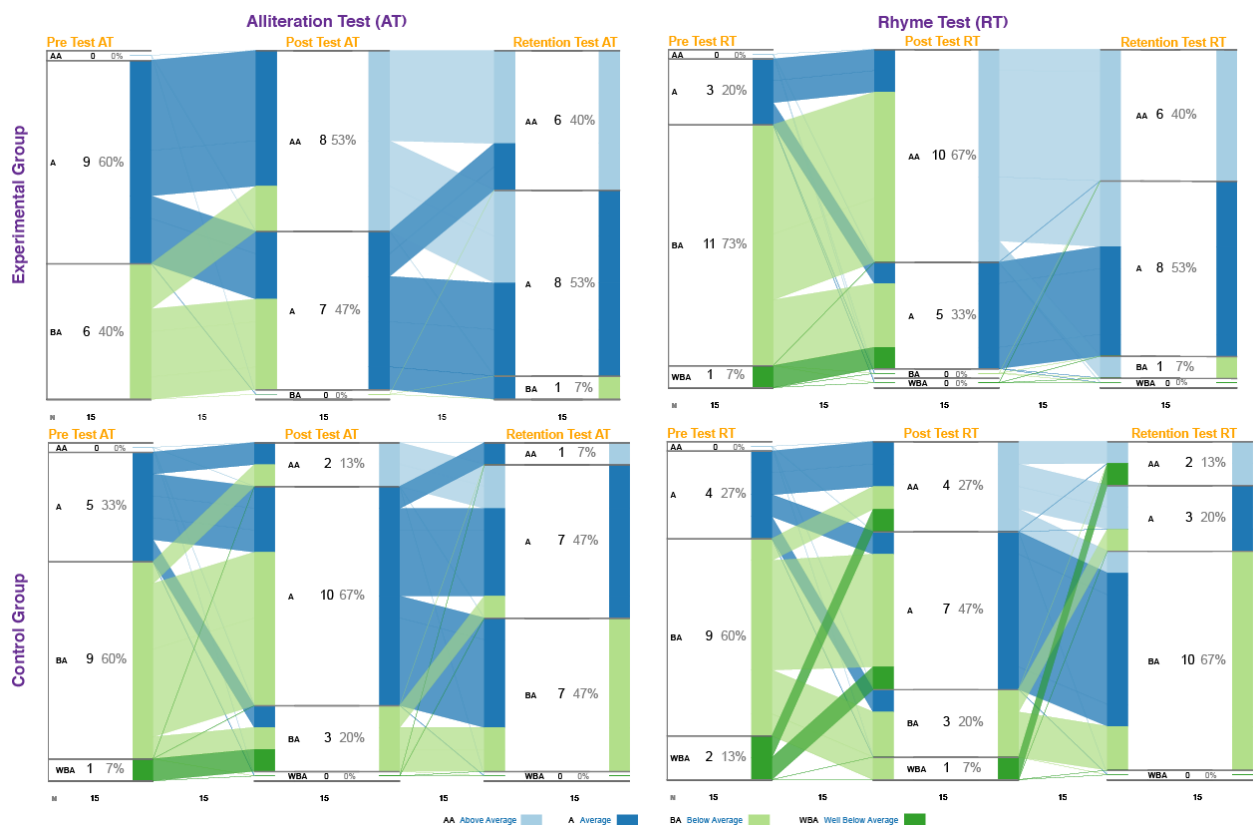 Alliteration Test (AT)
Rhyme Test (RT)
Experimental Group
Pre Test AT
Post Test AT
Retention Test AT
AA 0 0%
A 9 60%
BA 6 40%
AA 8 53%
A 7 47%
BA 0 0%
AA 6 40%
A 8 53%
BA 1 7%
N 15 15 15 15 15
Pre Test RT
Post Test RT
Retention Test RT
AA 0 0%
A 3 20%
BA 11 73%
WBA 1 7%
AA 10 67%
A 5 33%
BA 0 0%
WBA 0 0%
AA 6 40%
A 8 53%
BA 1 7%
WBA 0 0%
N 15 15 15 15 15
Control Group
Pre Test AT
Post Test AT
Retention Test AT
AA 0 0%
A 5 33%
BA 9 60%
WBA 1 7%
AA 2 13%
A 10 67%
BA 3 20%
WBA 0 0%
AA 1 7%
A 7 47%
BA 7 47%
WBA 0 0%
N 15 15 15 15 15
Pre Test RT
Post Test RT
Retention Test RT
AA 0 0%
A 4 27%
BA 9 60%
WBA 2 13%
AA 4 27%
A 7 47%
BA 3 20%
WBA 1 7%
AA 2 13%
A 3 20%
BA 10 67%
WBA 0 0%
N 15 15 15 15 15
AA Above Average A Average BA Below Average WBA Well Below Average